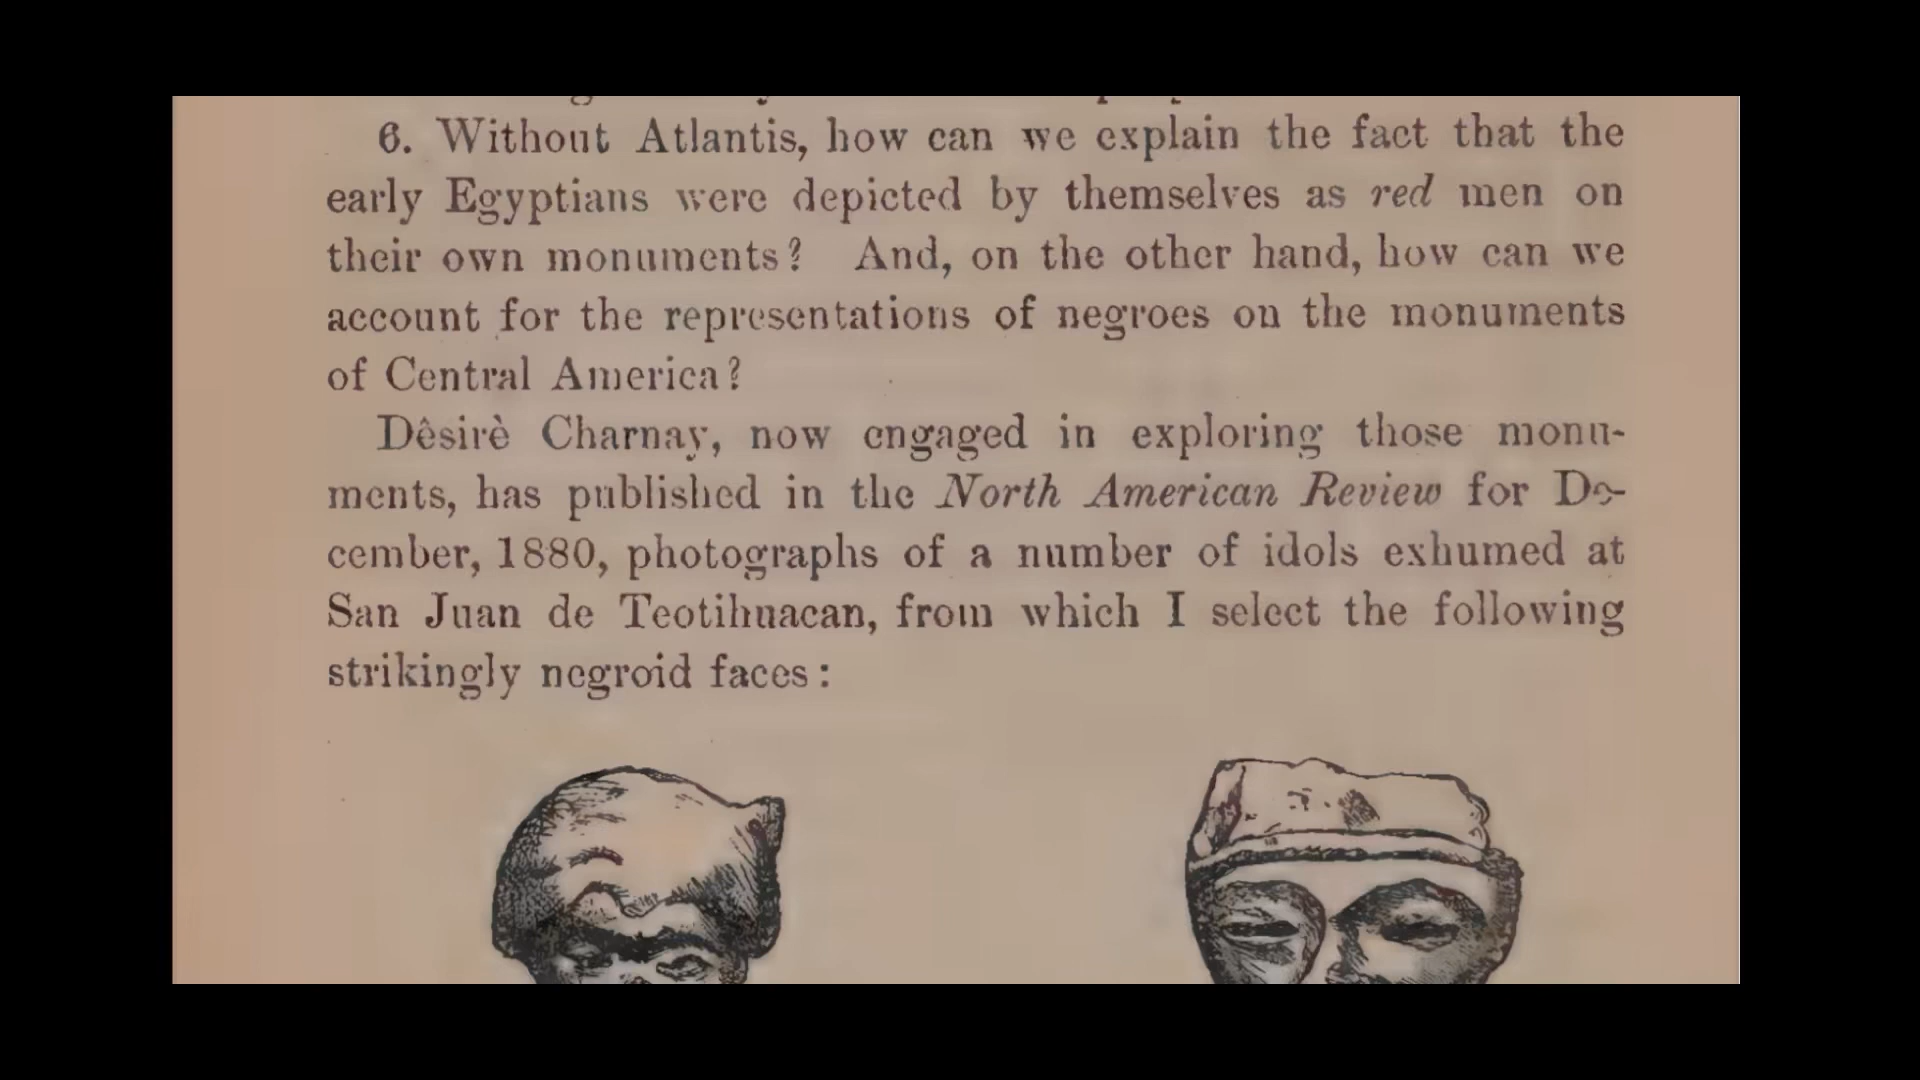 6. Without Atlantis, how can we explain the fact that the
early Egyptians were depicted by themselves as red men on
their own monuments? And, on the other hand, how can we
account for the representations of negroes on the monuments
of Central America?
Dêsirè Charnay, now engaged in exploring those monu-
ments, has published in the North American Review for De-
cember, 1880, photographs of a number of idols exhumed at
San Juan de Teotihuacan, from which I select the following
strikingly negroid faces: